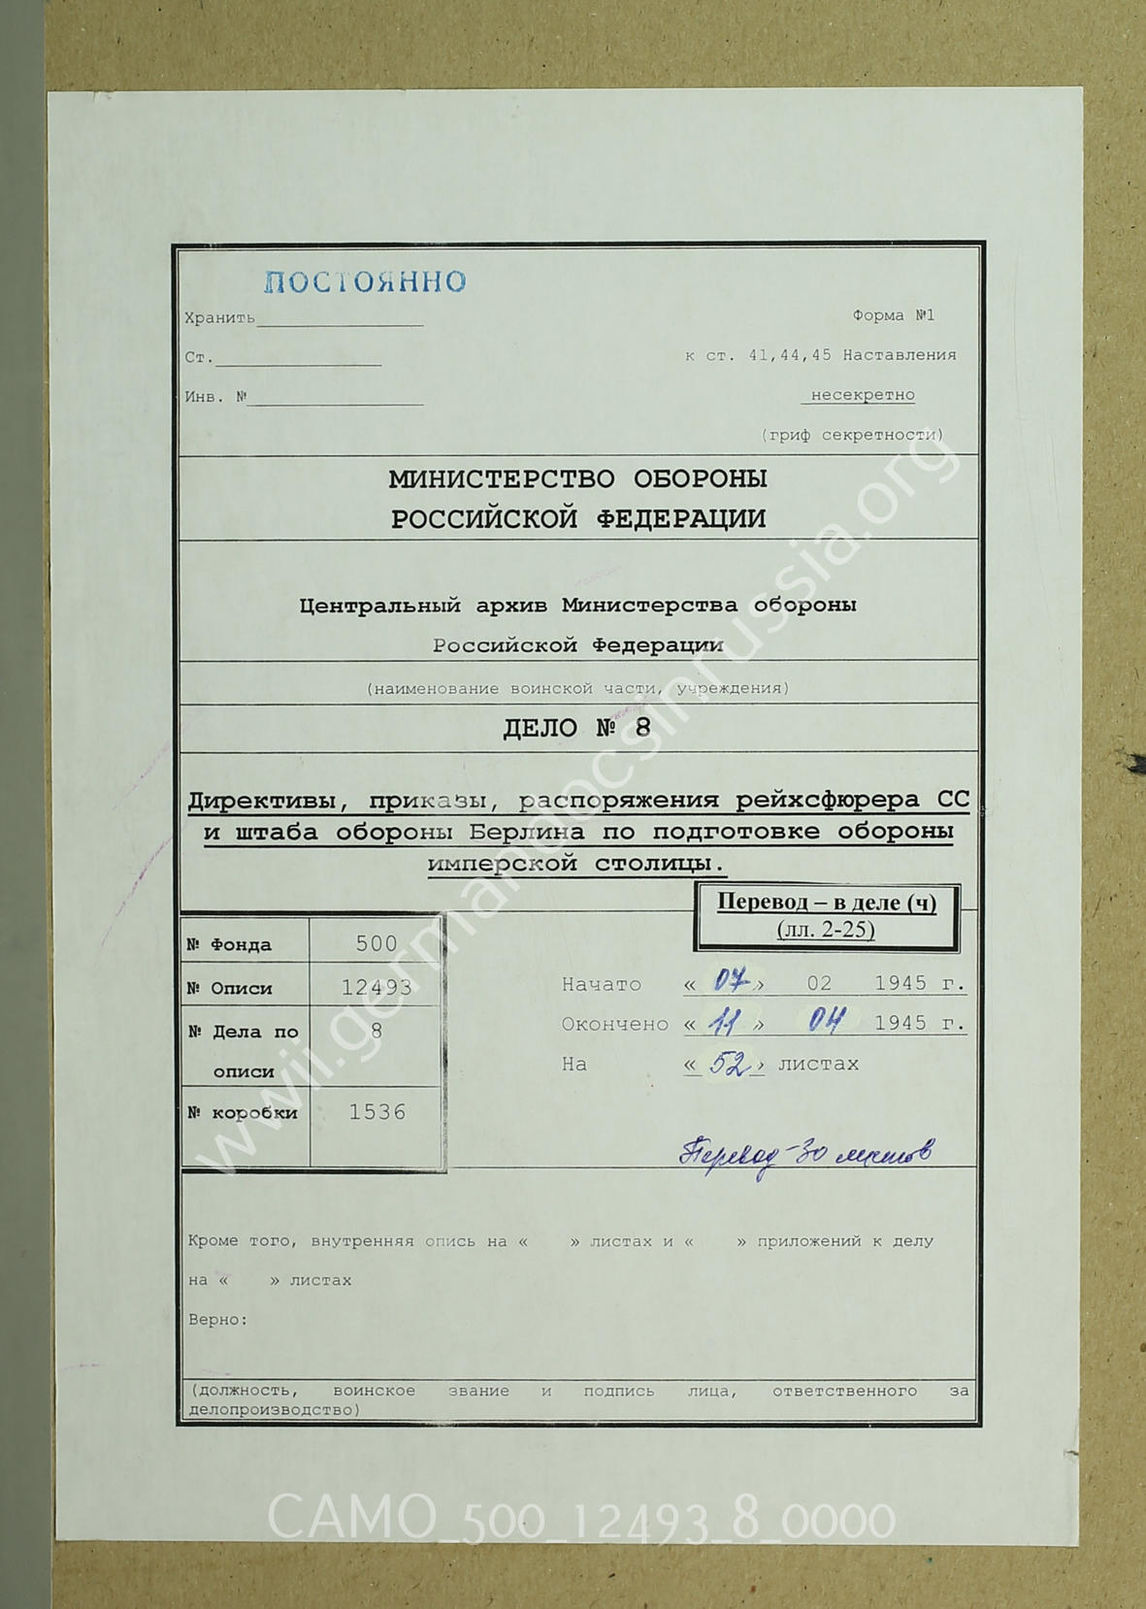 ПОСТОЯННО
Хранить
Форма №1
Ст.
к ст. 41,44,45 Наставления
Инв. №
несекретно
(гриф секретности)
МИНИСТЕРСТВО ОБОРОНЫ
РОССИЙСКОЙ ФЕДЕРАЦИИ
Центральный архив Министерства обороны
Российской Федерации
(наименование воинской части, учреждения)
ДЕЛО № 8
Директивы, приказы, распоряжения рейхсфюрера СС
и штаба обороны Берлина по подготовке обороны
имперской столицы.
Перевод – в деле (ч)
(лл. 2-25)
№ Фонда 500
№ Описи 12493
№ Дела по 8
описи
№ коробки 1536
Начато « 07 » 02 1945 г.
Окончено « 11 » 04 1945 г.
На « 52 » листах
Перевод - 30 листов
Кроме того, внутренняя опись на « » листах и « » приложений к делу
на « » листах
Верно:
(должность, воинское звание и подпись лица, ответственного за
делопроизводство)
www.wwii.germandocsinrussia.org
CAMO_500_12493_8_0000